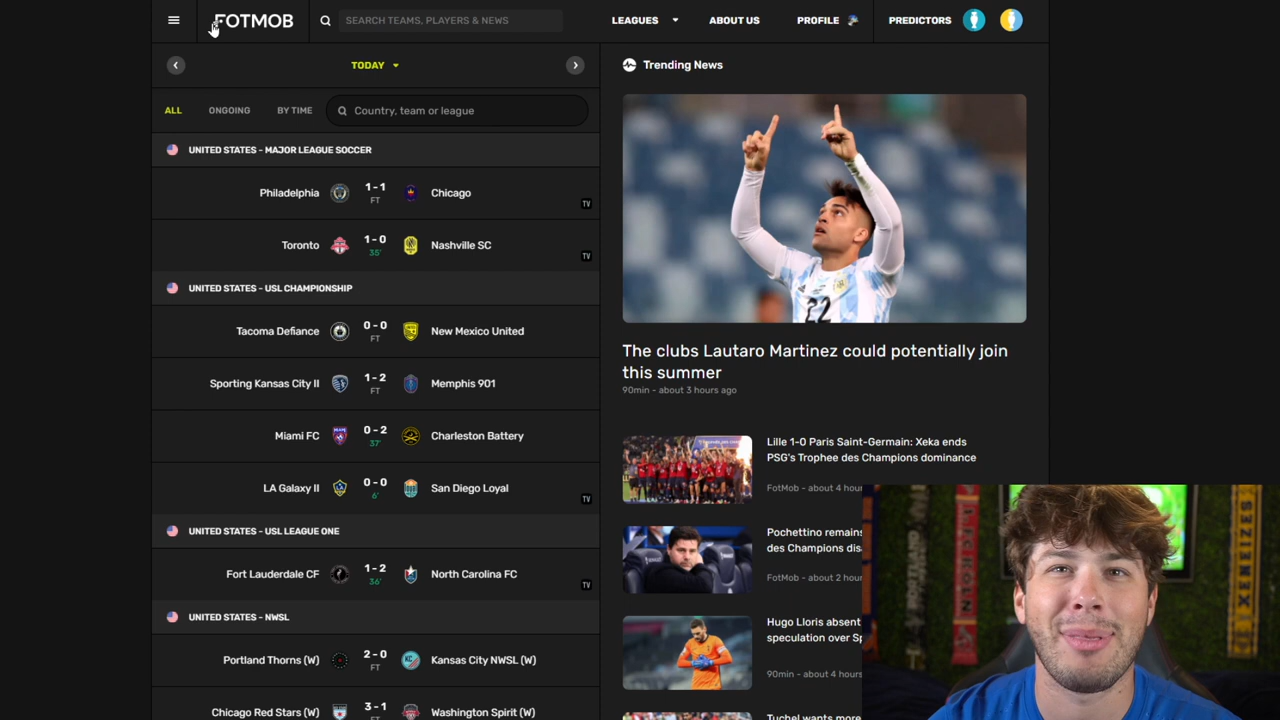 FOTMOB
SEARCH TEAMS, PLAYERS & NEWS
LEAGUES
ABOUT US
PROFILE
PREDICTORS
TODAY
ALL
ONGOING
BY TIME
Country, team or league
UNITED STATES - MAJOR LEAGUE SOCCER
Philadelphia 1 - 1 Chicago
FT
TV
Toronto 1 - 0 Nashville SC
35'
TV
UNITED STATES - USL CHAMPIONSHIP
Tacoma Defiance 0 - 0 New Mexico United
FT
Sporting Kansas City II 1 - 2 Memphis 901
FT
Miami FC 0 - 2 Charleston Battery
37'
LA Galaxy II 0 - 0 San Diego Loyal
6'
TV
UNITED STATES - USL LEAGUE ONE
Fort Lauderdale CF 1 - 2 North Carolina FC
36'
TV
UNITED STATES - NWSL
Portland Thorns (W) 2 - 0 Kansas City NWSL (W)
FT
Chicago Red Stars (W) 3 - 1 Washington Spirit (W)
Trending News
22
The clubs Lautaro Martinez could potentially join
this summer
90min - about 3 hours ago
Lille 1-0 Paris Saint-Germain: Xeka ends
PSG's Trophee des Champions dominance
FotMob - about 4 hour
Pochettino remains
des Champions disa
FotMob - about 2 hour
Hugo Lloris absent
speculation over Sp
90min - about 4 hours
Tuchel wants more